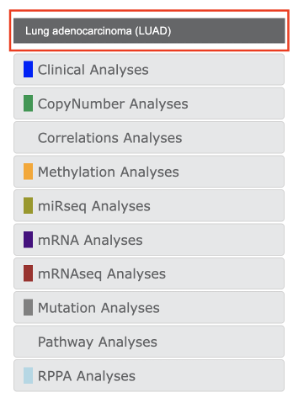 Lung adenocarcinoma (LUAD)
Clinical Analyses
CopyNumber Analyses
Correlations Analyses
Methylation Analyses
miRseq Analyses
mRNA Analyses
mRNAseq Analyses
Mutation Analyses
Pathway Analyses
RPPA Analyses